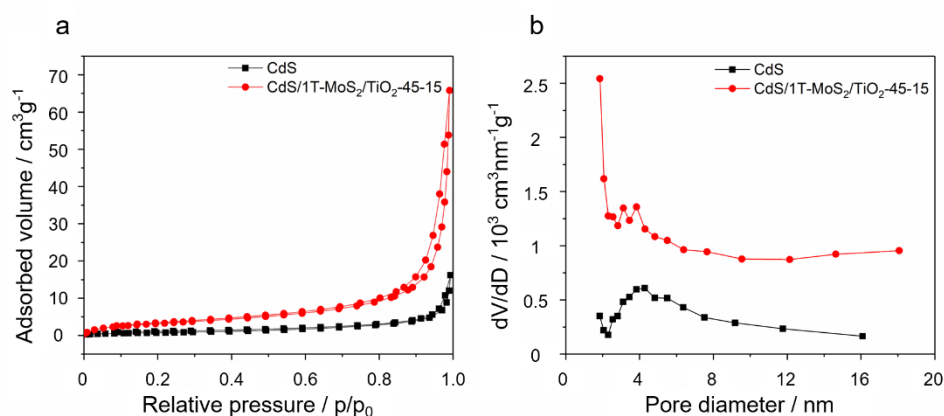 a
Adsorbed volume / cm³g⁻¹
70
60
50
40
30
20
10
0
0
0.2
0.4
0.6
0.8
1.0
Relative pressure / p/p₀
CdS
CdS/1T-MoS₂/TiO₂-45-15
b
dV/dD / 10³ cm³nm⁻¹g⁻¹
2.5
2
1.5
1
0.5
0
0
4
8
12
16
20
Pore diameter / nm
CdS
CdS/1T-MoS₂/TiO₂-45-15